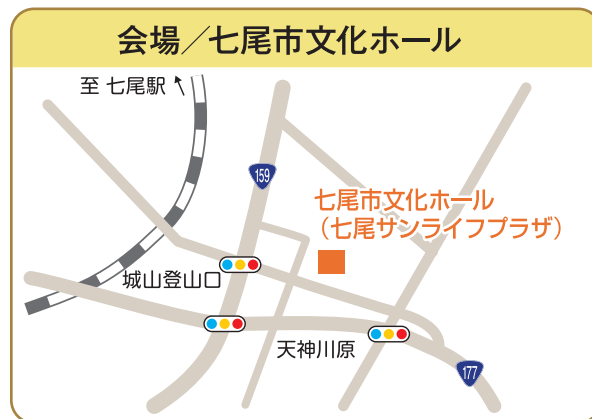 会場／七尾市文化ホール
至 七尾駅
159
七尾市文化ホール
（七尾サンライフプラザ）
城山登山口
天神川原
177